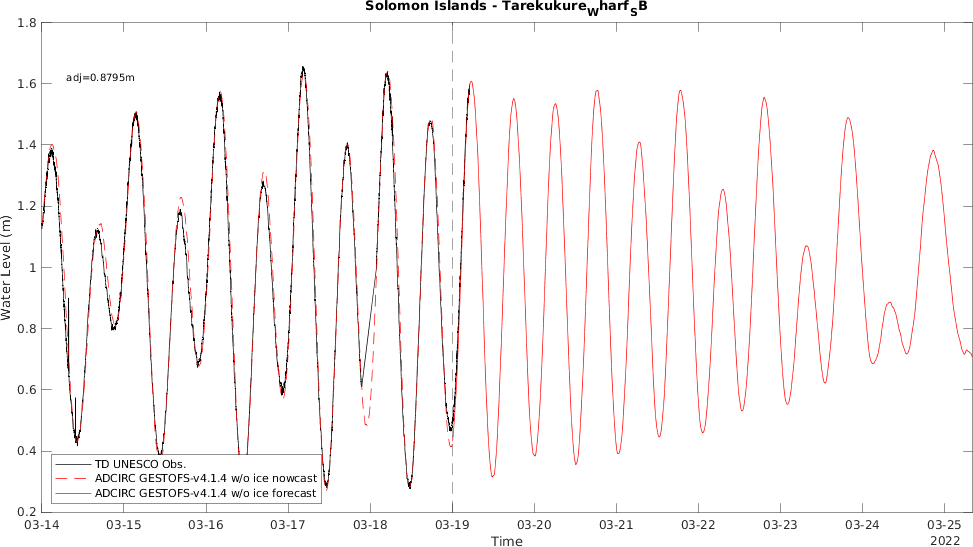 Solomon Islands - Tarekukure_Wharf_SB
1.8
1.6
1.4
1.2
1
0.8
0.6
0.4
0.2
Water Level (m)
adj=0.8795m
TD UNESCO Obs.
ADCIRC GESTOFS-v4.1.4 w/o ice nowcast
ADCIRC GESTOFS-v4.1.4 w/o ice forecast
03-14 03-15 03-16 03-17 03-18 03-19 03-20 03-21 03-22 03-23 03-24 03-25
Time
2022